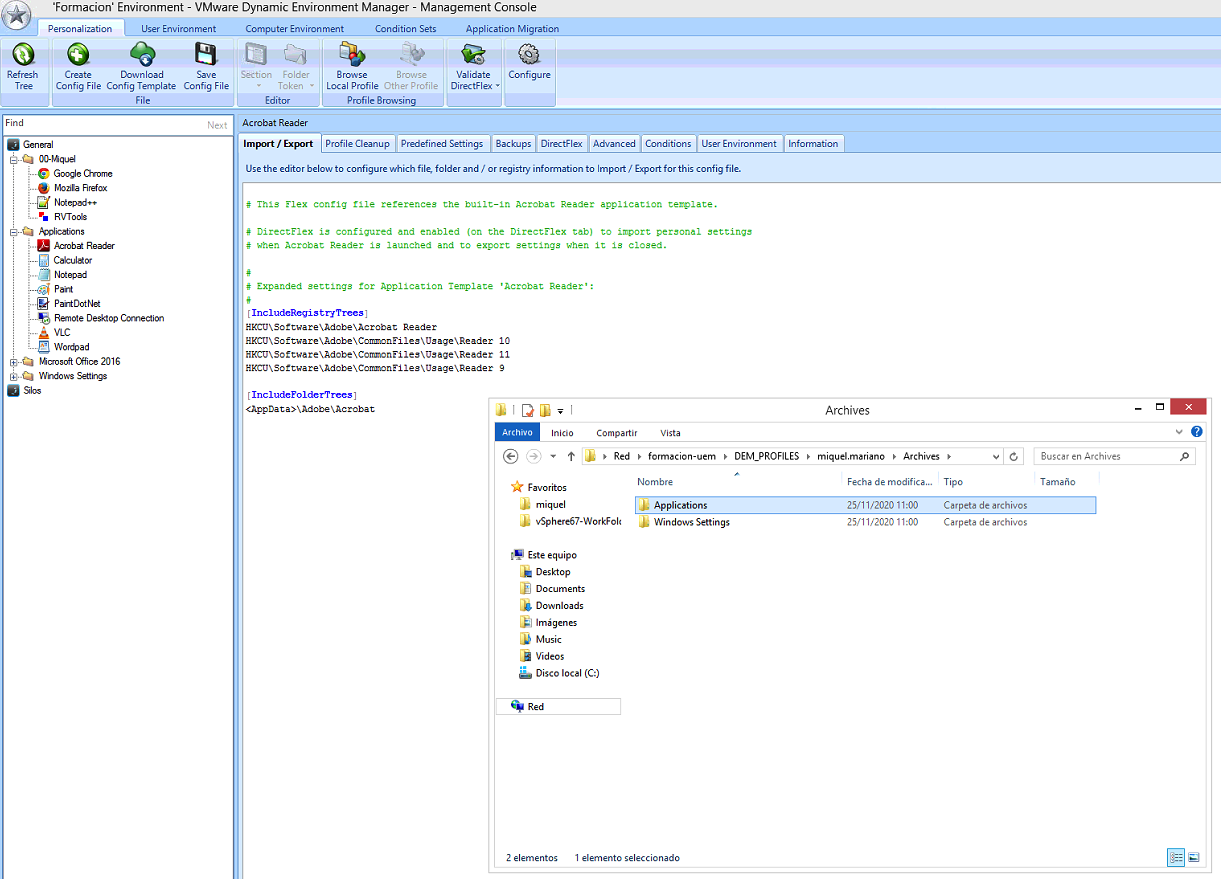 'Formacion' Environment - VMware Dynamic Environment Manager - Management Console
Personalization User Environment Computer Environment Condition Sets Application Migration
Refresh Tree
Create Config File
Download Config Template
Save Config File
Section
Folder Token
Browse Local Profile
Browse Other Profile
Validate DirectFlex
Configure
File Editor Profile Browsing
Find Next
General
00-Miquel
Google Chrome
Mozilla Firefox
Notepad++
RVTools
Applications
Acrobat Reader
Calculator
Notepad
Paint
PaintDotNet
Remote Desktop Connection
VLC
Wordpad
Microsoft Office 2016
Windows Settings
Silos
Acrobat Reader
Import / Export Profile Cleanup Predefined Settings Backups DirectFlex Advanced Conditions User Environment Information
Use the editor below to configure which file, folder and / or registry information to Import / Export for this config file.
# This Flex config file references the built-in Acrobat Reader application template.
# DirectFlex is configured and enabled (on the DirectFlex tab) to import personal settings
# when Acrobat Reader is launched and to export settings when it is closed.
#
# Expanded settings for Application Template 'Acrobat Reader':
#
[IncludeRegistryTrees]
HKCU\Software\Adobe\Acrobat Reader
HKCU\Software\Adobe\CommonFiles\Usage\Reader 10
HKCU\Software\Adobe\CommonFiles\Usage\Reader 11
HKCU\Software\Adobe\CommonFiles\Usage\Reader 9
[IncludeFolderTrees]
<AppData>\Adobe\Acrobat
Archives
Archivo Inicio Compartir Vista
Red formacion-uem DEM_PROFILES miquel.mariano Archives
Buscar en Archives
Favoritos
miquel
vSphere67-WorkFold
Este equipo
Desktop
Documents
Downloads
Imágenes
Music
Videos
Disco local (C:)
Red
Nombre Fecha de modifica... Tipo Tamaño
Applications 25/11/2020 11:00 Carpeta de archivos
Windows Settings 25/11/2020 11:00 Carpeta de archivos
2 elementos 1 elemento seleccionado